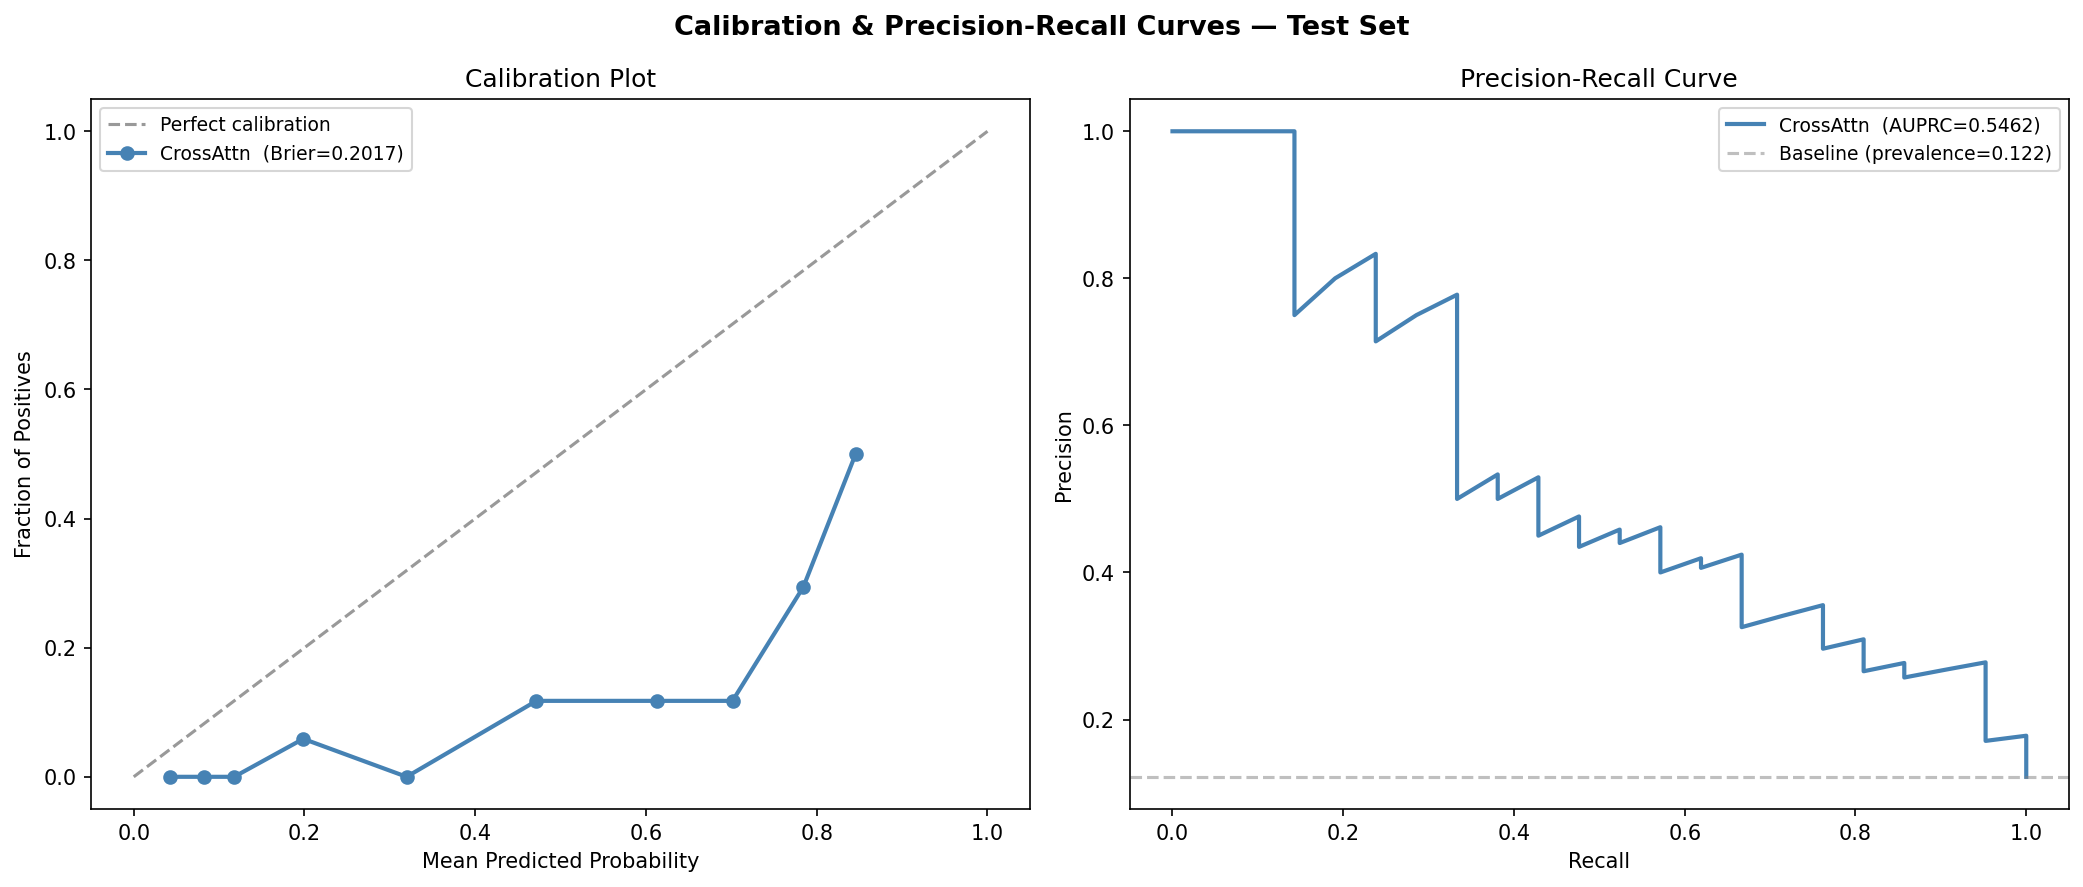 Calibration & Precision-Recall Curves — Test Set
Calibration Plot
Perfect calibration
CrossAttn (Brier=0.2017)
Fraction of Positives
1.0
0.8
0.6
0.4
0.2
0.0
0.0 0.2 0.4 0.6 0.8 1.0
Mean Predicted Probability
Precision-Recall Curve
CrossAttn (AUPRC=0.5462)
Baseline (prevalence=0.122)
Precision
1.0
0.8
0.6
0.4
0.2
0.0 0.2 0.4 0.6 0.8 1.0
Recall